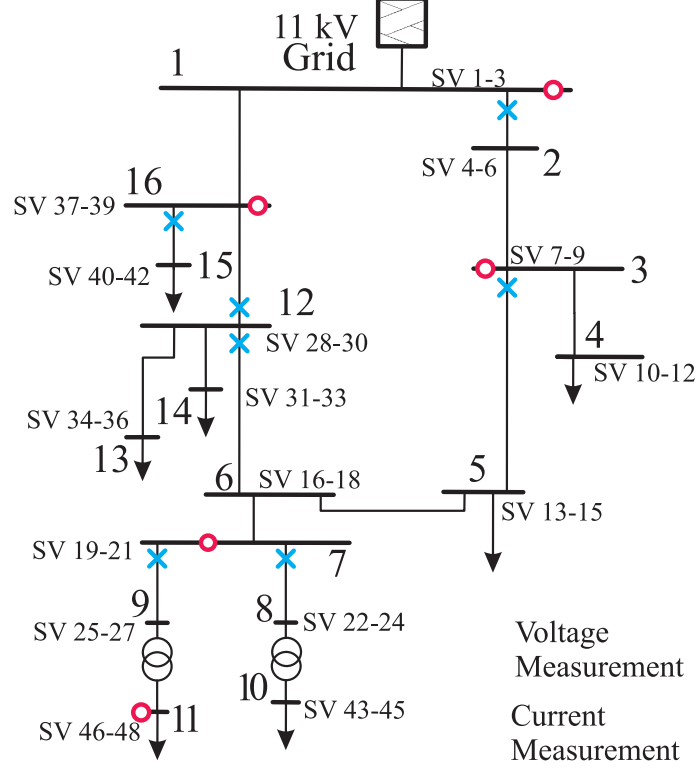 11 kV
Grid
1
SV 1-3
2
SV 4-6
16
SV 37-39
SV 7-9
3
15
SV 40-42
12
SV 28-30
4
SV 10-12
SV 31-33
14
SV 34-36
13
6
SV 16-18
5
SV 13-15
SV 19-21
7
9
SV 25-27
8
SV 22-24
10
SV 43-45
11
SV 46-48
Voltage
Measurement
Current
Measurement